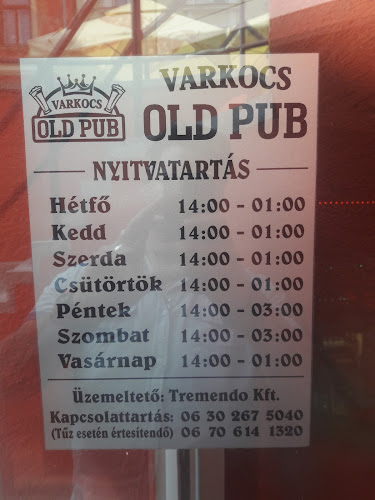 VARKOCS
OLD PUB
VARKOCS
OLD PUB
NYITVATARTÁS
Hétfő 14:00 - 01:00
Kedd 14:00 - 01:00
Szerda 14:00 - 01:00
Csütörtök 14:00 - 01:00
Péntek 14:00 - 03:00
Szombat 14:00 - 03:00
Vasárnap 14:00 - 01:00
Üzemeltető: Tremendo Kft.
Kapcsolattartás: 06 30 267 5040
(Tűz esetén értesítendő) 06 70 614 1320